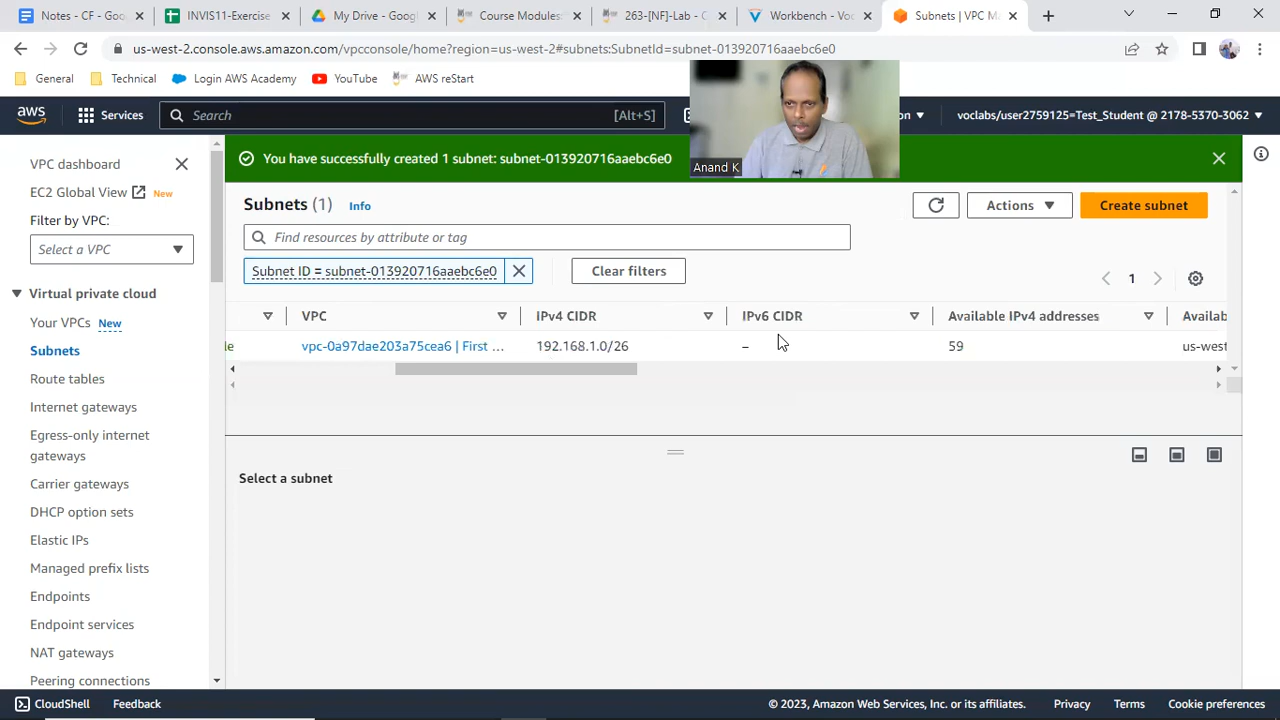 Notes - CF - Goo
INVIS11-Exercise
My Drive - Googl
Course Modules:
263-[NF]-Lab - C
Workbench - Voc
Subnets | VPC M
us-west-2.console.aws.amazon.com/vpcconsole/home?region=us-west-2#subnets:SubnetId=subnet-013920716aaebc6e0
General
Technical
Login AWS Academy
YouTube
AWS reStart
aws
Services
Search
[Alt+S]
on
voclabs/user2759125=Test_Student @ 2178-5370-3062
VPC dashboard
EC2 Global View
New
Filter by VPC:
Select a VPC
Virtual private cloud
Your VPCs New
Subnets
Route tables
Internet gateways
Egress-only internet
gateways
Carrier gateways
DHCP option sets
Elastic IPs
Managed prefix lists
Endpoints
Endpoint services
NAT gateways
Peering connections
You have successfully created 1 subnet: subnet-013920716aaebc6e0
Anand K
Subnets (1)
Info
Actions
Create subnet
Find resources by attribute or tag
Subnet ID = subnet-013920716aaebc6e0
Clear filters
1
VPC
IPv4 CIDR
IPv6 CIDR
Available IPv4 addresses
Availab
le
vpc-0a97dae203a75cea6 | First ...
192.168.1.0/26
–
59
us-west
Select a subnet
CloudShell
Feedback
© 2023, Amazon Web Services, Inc. or its affiliates.
Privacy
Terms
Cookie preferences